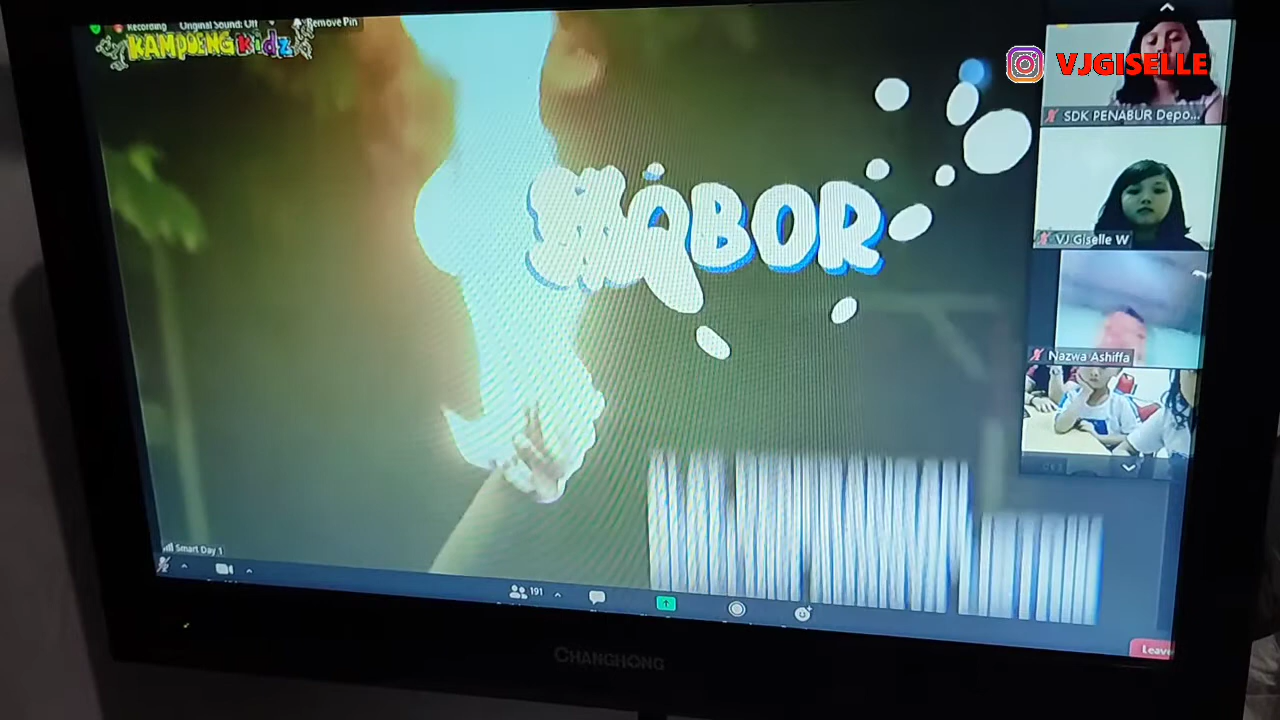 Recording
Original Sound: Off
Remove Pin
KAMPOENG kidz
VJGISELLE
SDK PENABUR Depo...
ABOR
VJ Giselle W
Nazwa Ashiffa
Smart Day 1
191
Leave
CHANGHONG